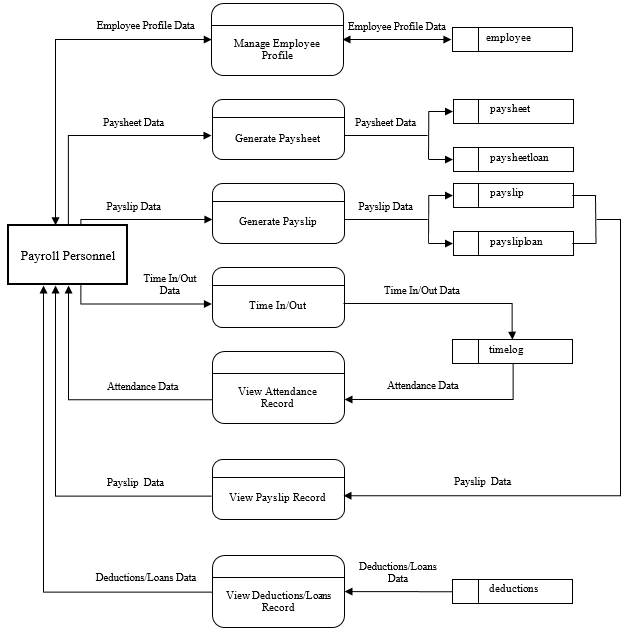 Employee Profile Data
Manage Employee
Profile
Employee Profile Data
employee
Paysheet Data
Generate Paysheet
Paysheet Data
paysheet
paysheetloan
Payslip Data
Generate Payslip
Payslip Data
payslip
paysliploan
Payroll Personnel
Time In/Out
Data
Time In/Out
Time In/Out Data
timelog
Attendance Data
View Attendance
Record
Attendance Data
Payslip Data
View Payslip Record
Payslip Data
Deductions/Loans Data
View Deductions/Loans
Record
Deductions/Loans
Data
deductions